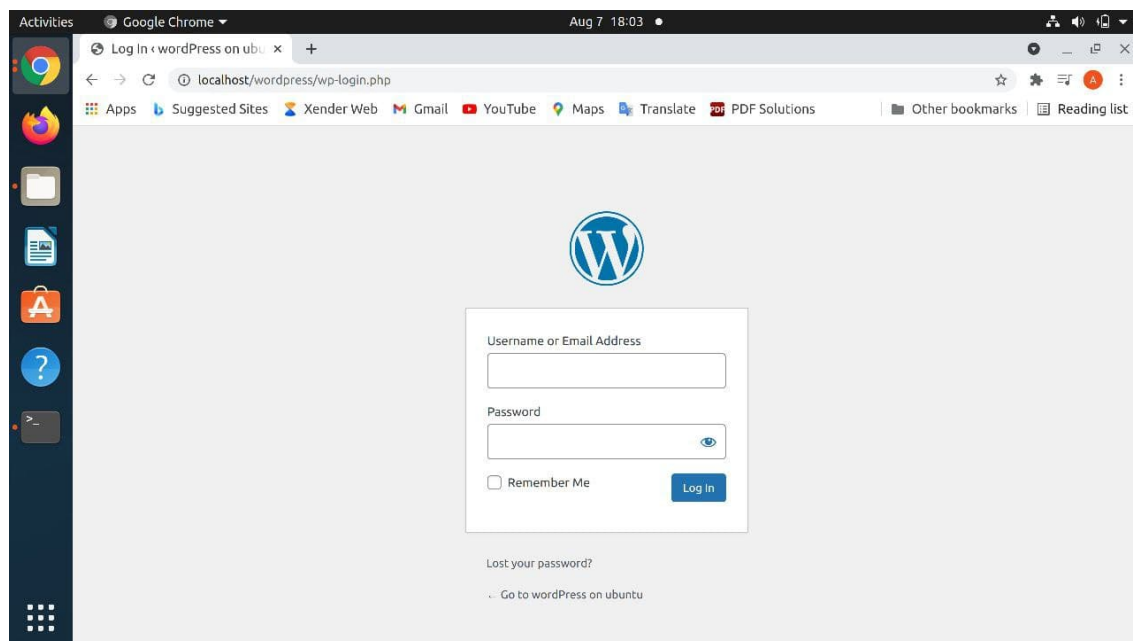 Activities Google Chrome Aug 7 18:03
Log In ‹ wordPress on ubu
localhost/wordpress/wp-login.php
Apps Suggested Sites Xender Web Gmail YouTube Maps Translate PDF PDF Solutions Other bookmarks Reading list
Username or Email Address
Password
Remember Me Log In
Lost your password?
← Go to wordPress on ubuntu